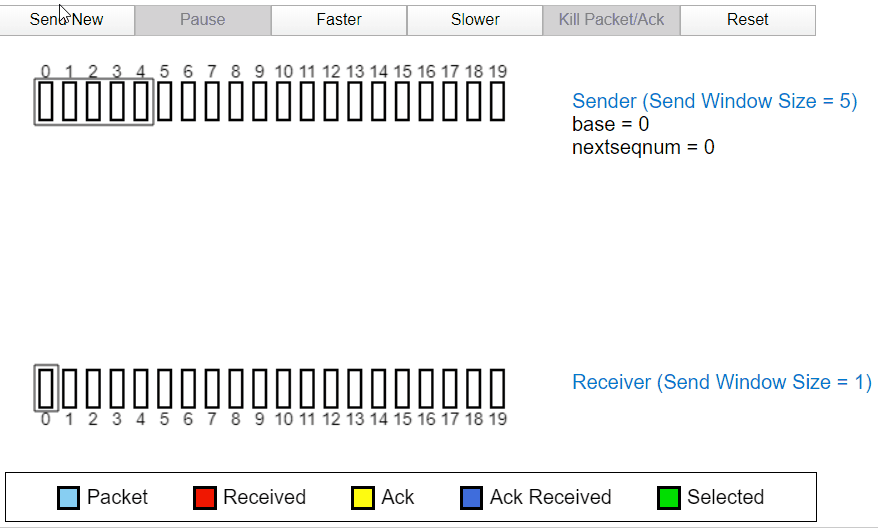 Send New Pause Faster Slower Kill Packet/Ack Reset
0 1 2 3 4 5 6 7 8 9 10 11 12 13 14 15 16 17 18 19
Sender (Send Window Size = 5)
base = 0
nextseqnum = 0
Receiver (Send Window Size = 1)
0 1 2 3 4 5 6 7 8 9 10 11 12 13 14 15 16 17 18 19
Packet Received Ack Ack Received Selected